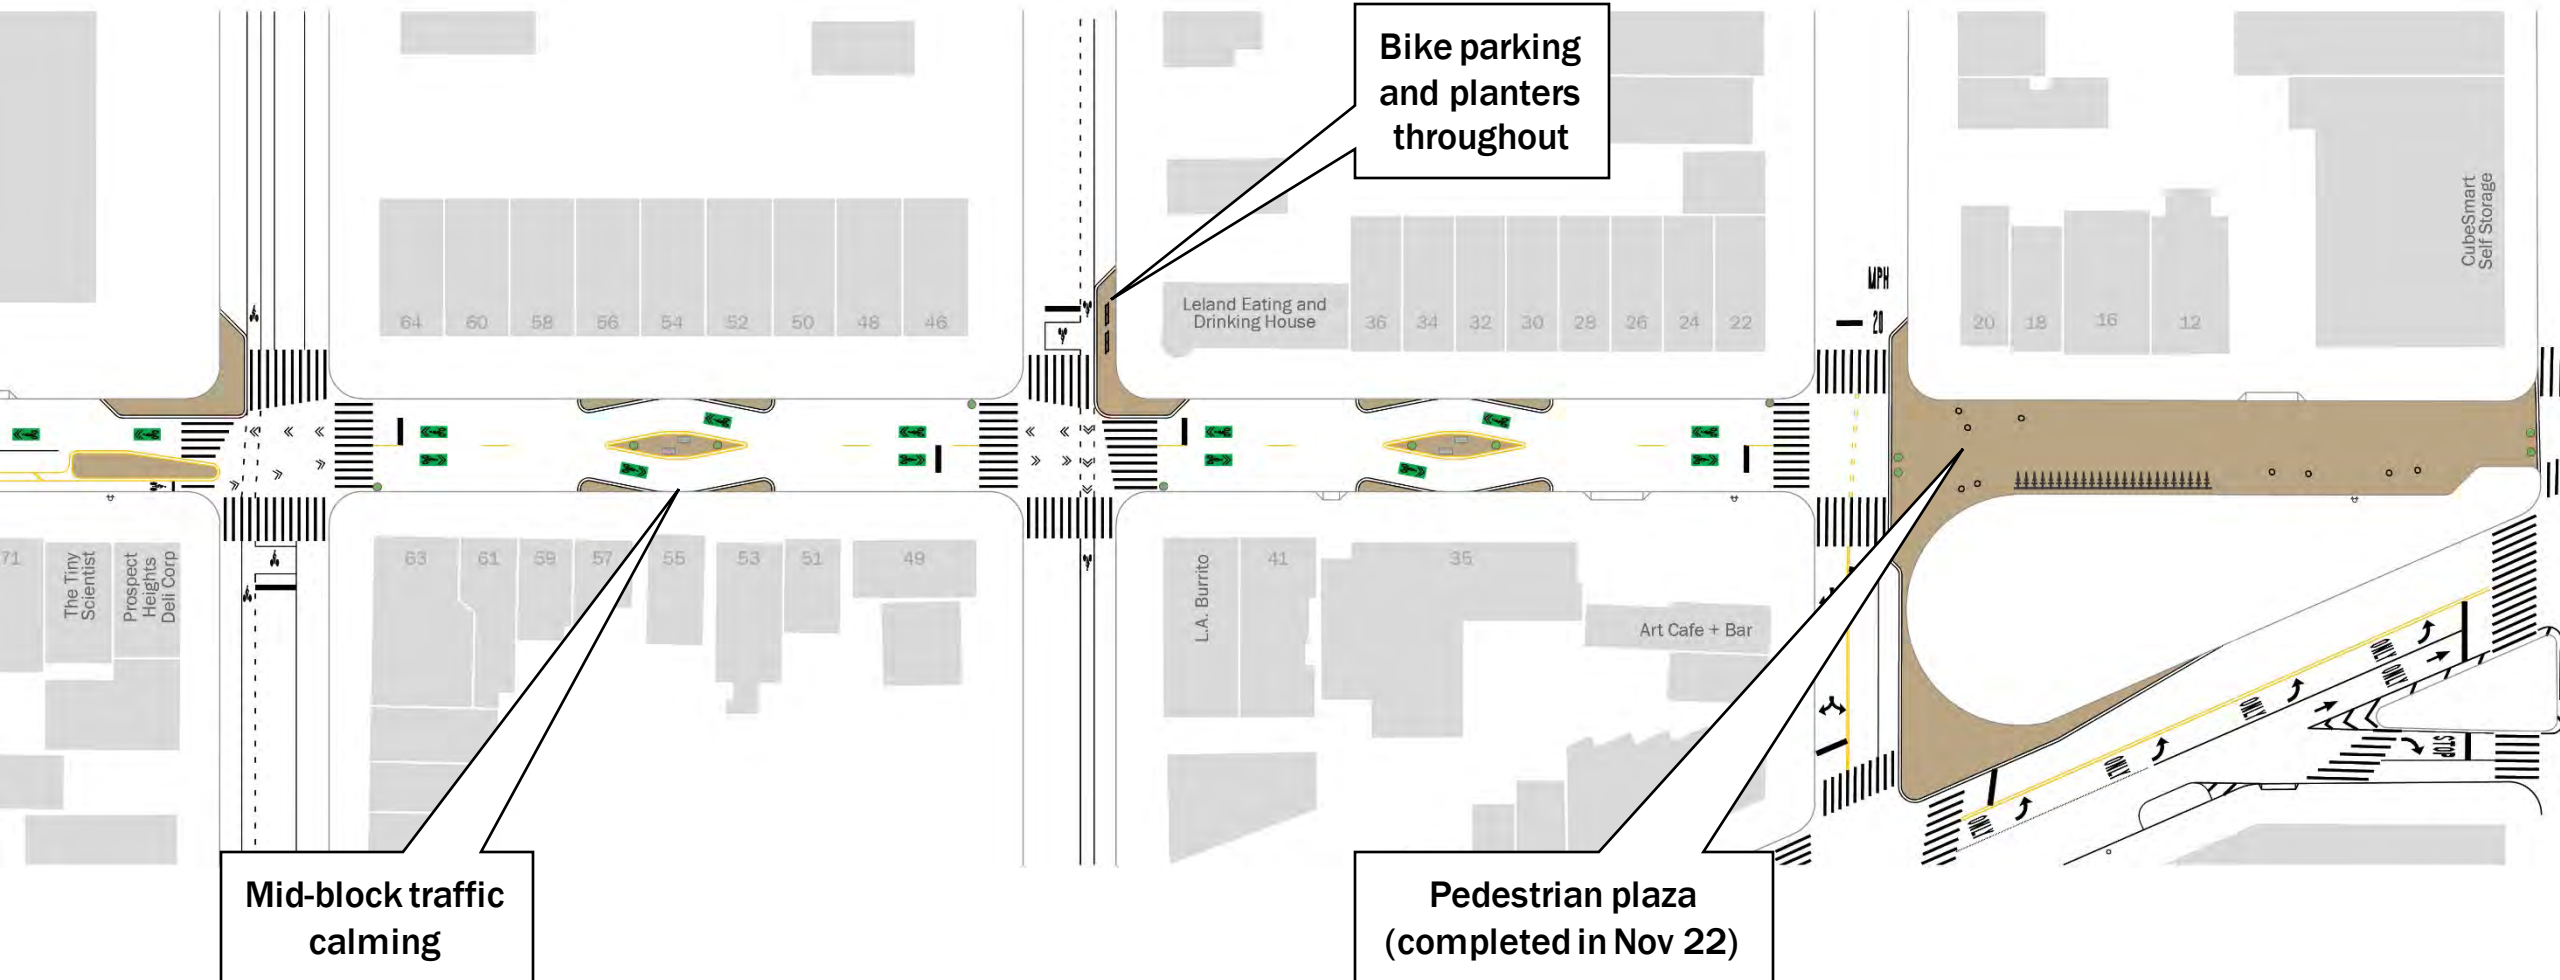 Bike parking
and planters
throughout
CubeSmart
Self Storage
MPH
20
Leland Eating and
Drinking House
64
60
58
56
54
52
50
48
46
36
34
32
30
28
26
24
22
20
18
16
12
71
The Tiny
Scientist
Prospect
Heights
Deli Corp
63
61
59
57
55
53
51
49
L.A. Burrito
41
35
Art Cafe + Bar
ONLY
ONLY
ONLY
ONLY
ONLY
STOP
Mid-block traffic
calming
Pedestrian plaza
(completed in Nov 22)